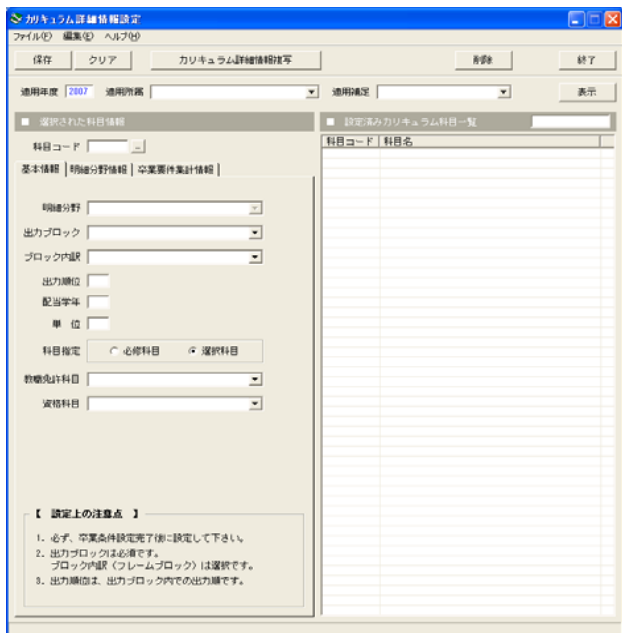 カリキュラム詳細情報設定
ファイル(F) 編集(E) ヘルプ(H)
保存 クリア カリキュラム詳細情報複写 削除 終了
適用年度 2007 適用所属 適用補足 表示
■ 選択された科目情報
科目コード ...
基本情報 明細分野情報 卒業要件集計情報
明細分野
出力ブロック
ブロック内訳
出力順位
配当学年
単 位
科目指定 必修科目 選択科目
教職免許科目
資格科目
【 設定上の注意点 】
1. 必ず、卒業条件設定完了後に設定して下さい。
2. 出力ブロックは必須です。
ブロック内訳(フレームブロック)は選択です。
3. 出力順位は、出力ブロック内での出力順です。
■ 設定済みカリキュラム科目一覧
科目コード 科目名